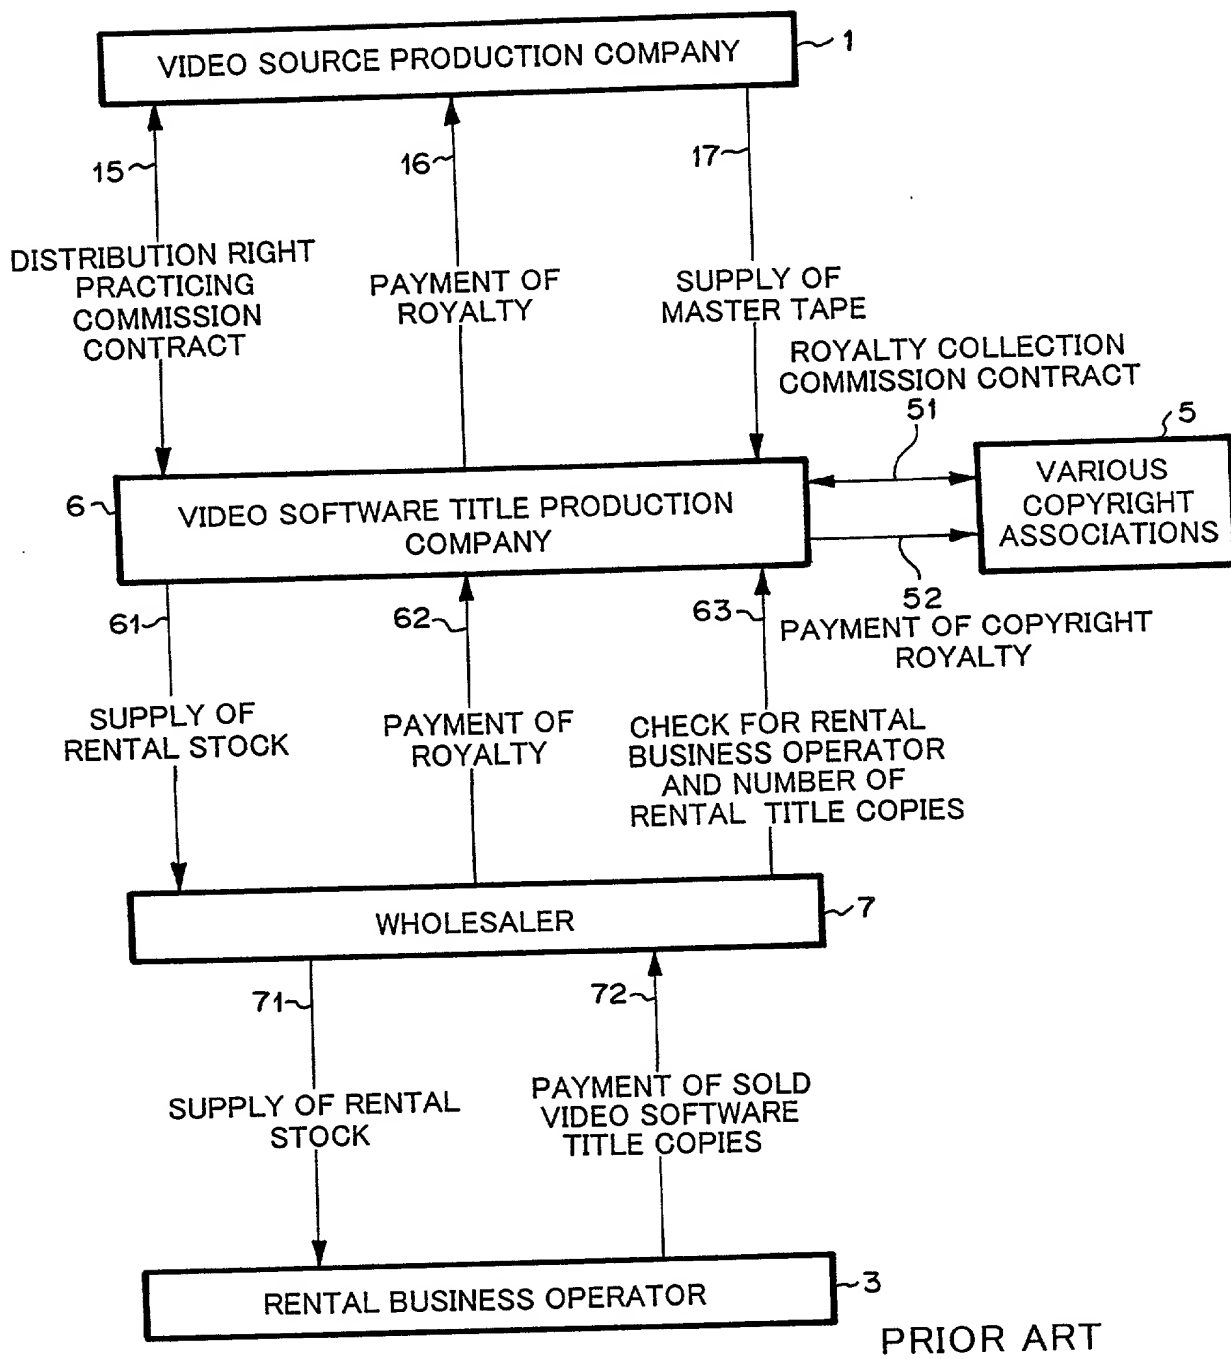 VIDEO SOURCE PRODUCTION COMPANY
1
15
16
17
DISTRIBUTION RIGHT
PRACTICING
COMMISSION
CONTRACT
PAYMENT OF
ROYALTY
SUPPLY OF
MASTER TAPE
ROYALTY COLLECTION
COMMISSION CONTRACT
51
5
6
VIDEO SOFTWARE TITLE PRODUCTION
COMPANY
VARIOUS
COPYRIGHT
ASSOCIATIONS
52
PAYMENT OF COPYRIGHT
ROYALTY
61
62
63
SUPPLY OF
RENTAL STOCK
PAYMENT OF
ROYALTY
CHECK FOR RENTAL
BUSINESS OPERATOR
AND NUMBER OF
RENTAL TITLE COPIES
WHOLESALER
7
71
72
SUPPLY OF RENTAL
STOCK
PAYMENT OF SOLD
VIDEO SOFTWARE
TITLE COPIES
RENTAL BUSINESS OPERATOR
3
PRIOR ART